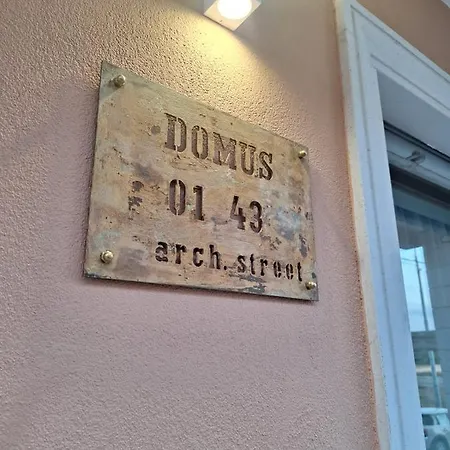 DOMUS
01 43
arch. street